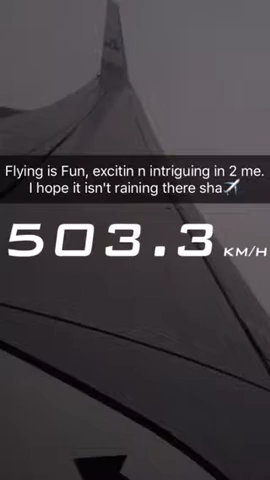 Flying is Fun, excitin n intriguing in 2 me.
I hope it isn't raining there sha✈️
503.3 KM/H